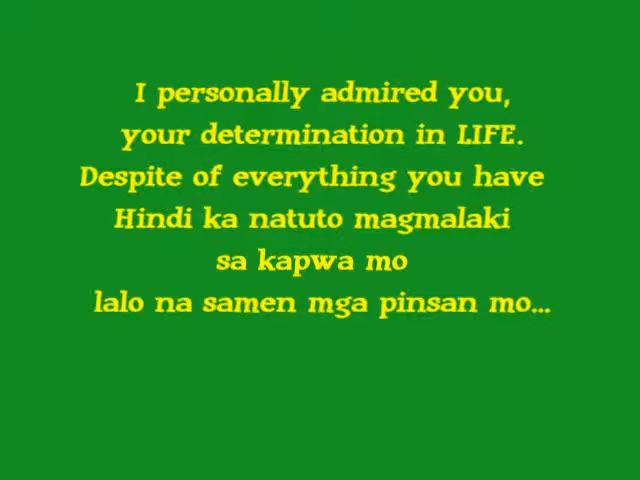 I personally admired you,
your determination in LIFE.
Despite of everything you have
Hindi ka natuto magmalaki
sa kapwa mo
lalo na samen mga pinsan mo...